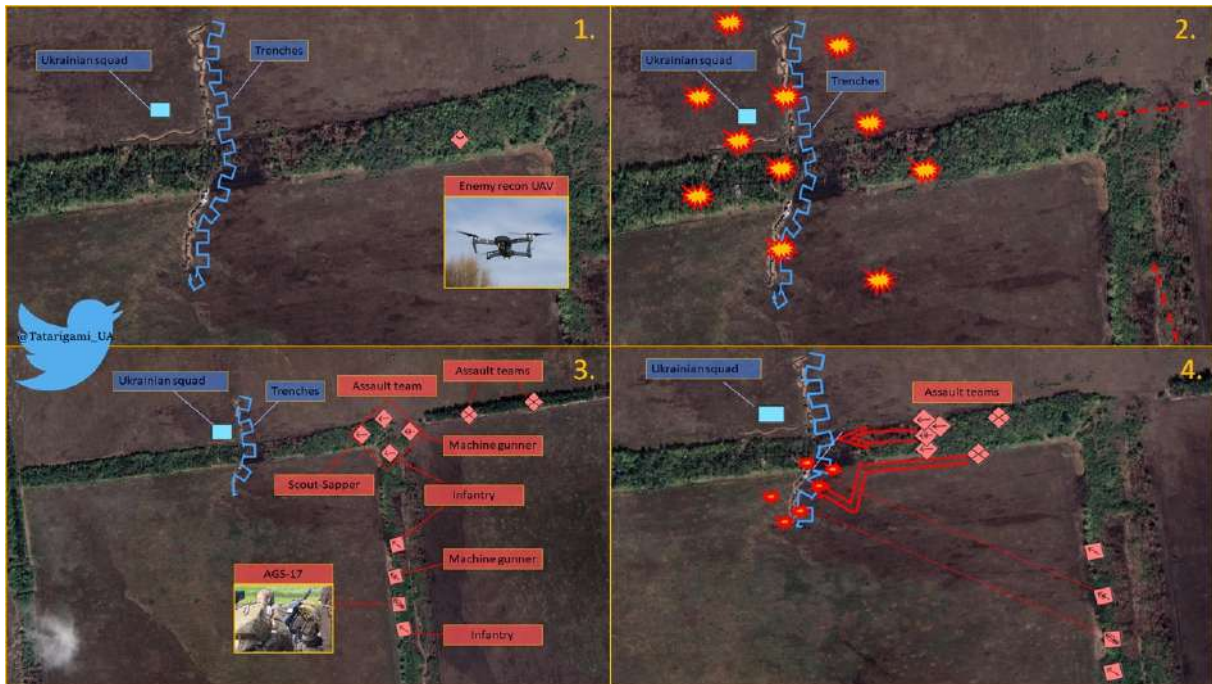 1.
Ukrainian squad
Trenches
Enemy recon UAV
2.
Ukrainian squad
Trenches
@Tatarigami_UA
3.
Ukrainian squad
Trenches
Assault team
Assault teams
Machine gunner
Scout-Sapper
Infantry
Machine gunner
AGS-17
Infantry
4.
Ukrainian squad
Assault teams